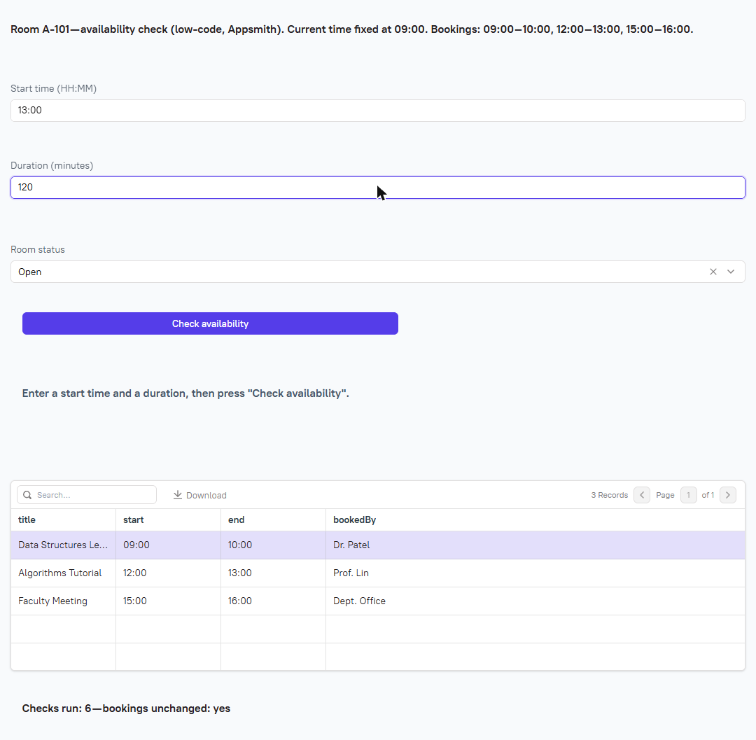 Room A-101—availability check (low-code, Appsmith). Current time fixed at 09:00. Bookings: 09:00–10:00, 12:00–13:00, 15:00–16:00.
Start time (HH:MM)
13:00
Duration (minutes)
120
Room status
Open
Check availability
Enter a start time and a duration, then press "Check availability".
Search... Download 3 Records Page 1 of 1
title start end bookedBy
Data Structures Le... 09:00 10:00 Dr. Patel
Algorithms Tutorial 12:00 13:00 Prof. Lin
Faculty Meeting 15:00 16:00 Dept. Office
Checks run: 6—bookings unchanged: yes